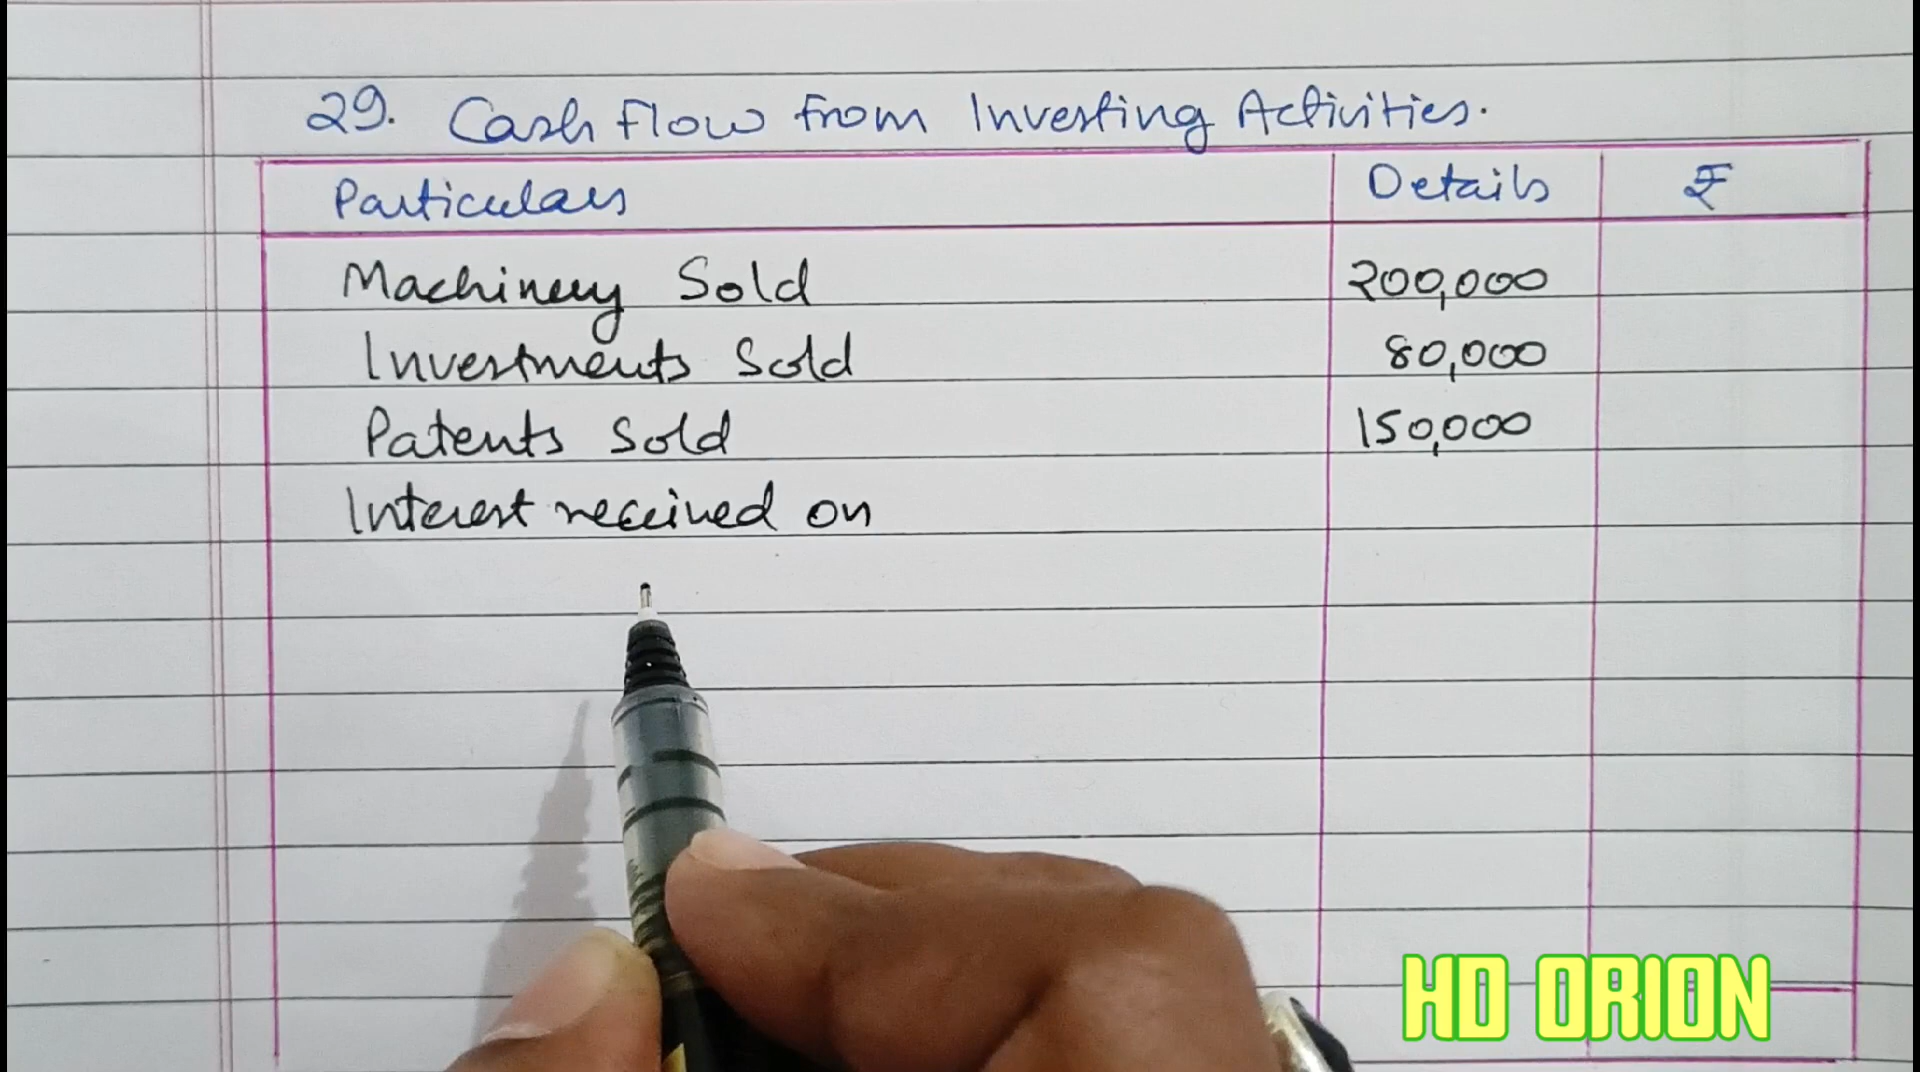 29. Cash Flow from Investing Activities.
Particulars Details ₹
Machinery Sold 200,000
Investments Sold 80,000
Patents Sold 150,000
Interest received on
HD ORION